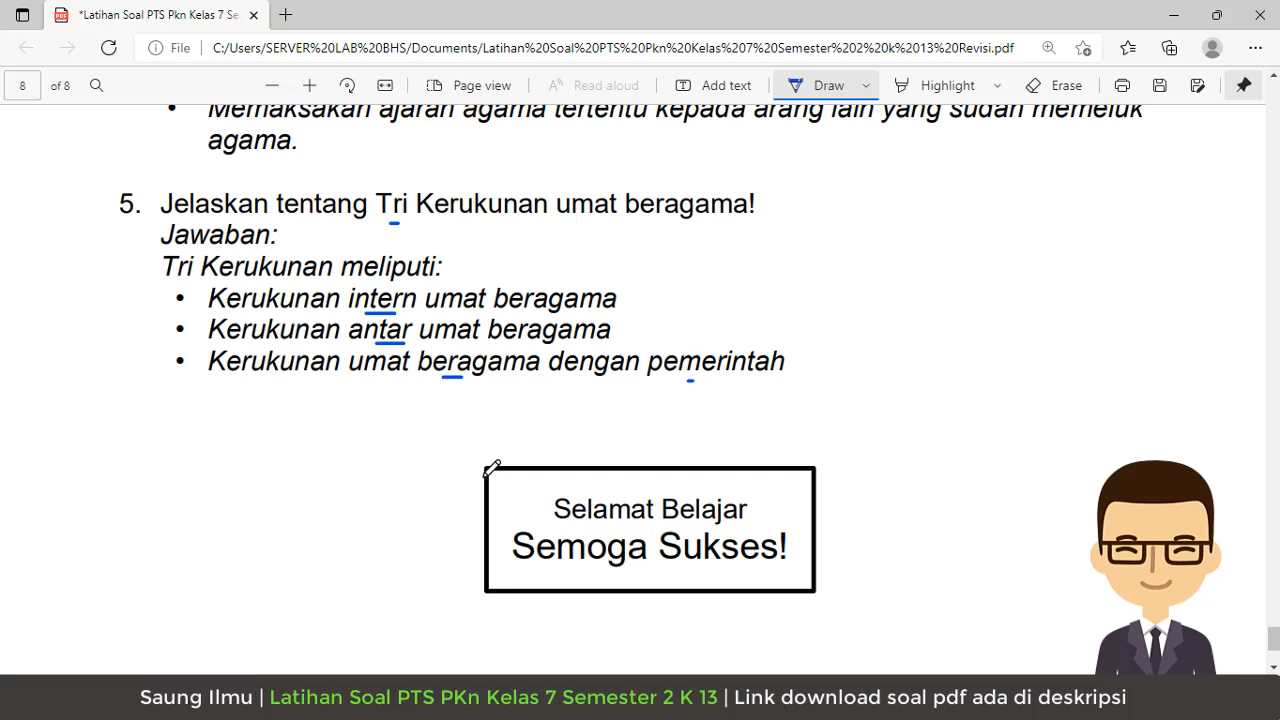 *Latihan Soal PTS Pkn Kelas 7 Se
File
C:/Users/SERVER%20LAB%20BHS/Documents/Latihan%20Soal%20PTS%20Pkn%20Kelas%207%20Semester%202%20k%2013%20Revisi.pdf
8 of 8 Page view Read aloud Add text Draw Highlight Erase
• Memaksakan ajaran agama tertentu kepada arang lain yang sudah memeluk
agama.
5. Jelaskan tentang Tri Kerukunan umat beragama!
Jawaban:
Tri Kerukunan meliputi:
• Kerukunan intern umat beragama
• Kerukunan antar umat beragama
• Kerukunan umat beragama dengan pemerintah
Selamat Belajar
Semoga Sukses!
Saung Ilmu | Latihan Soal PTS PKn Kelas 7 Semester 2 K 13 | Link download soal pdf ada di deskripsi